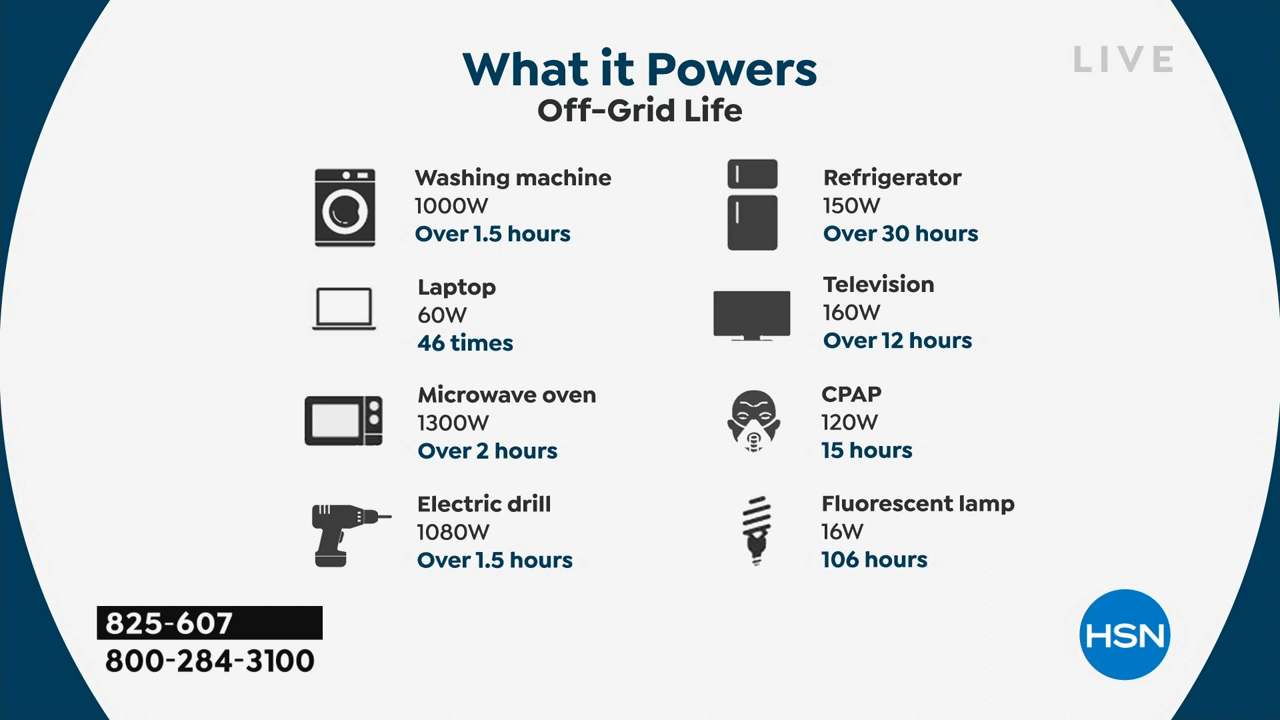 LIVE
What it Powers
Off-Grid Life
Washing machine
1000W
Over 1.5 hours
Refrigerator
150W
Over 30 hours
Laptop
60W
46 times
Television
160W
Over 12 hours
Microwave oven
1300W
Over 2 hours
CPAP
120W
15 hours
Electric drill
1080W
Over 1.5 hours
Fluorescent lamp
16W
106 hours
825-607
800-284-3100
HSN